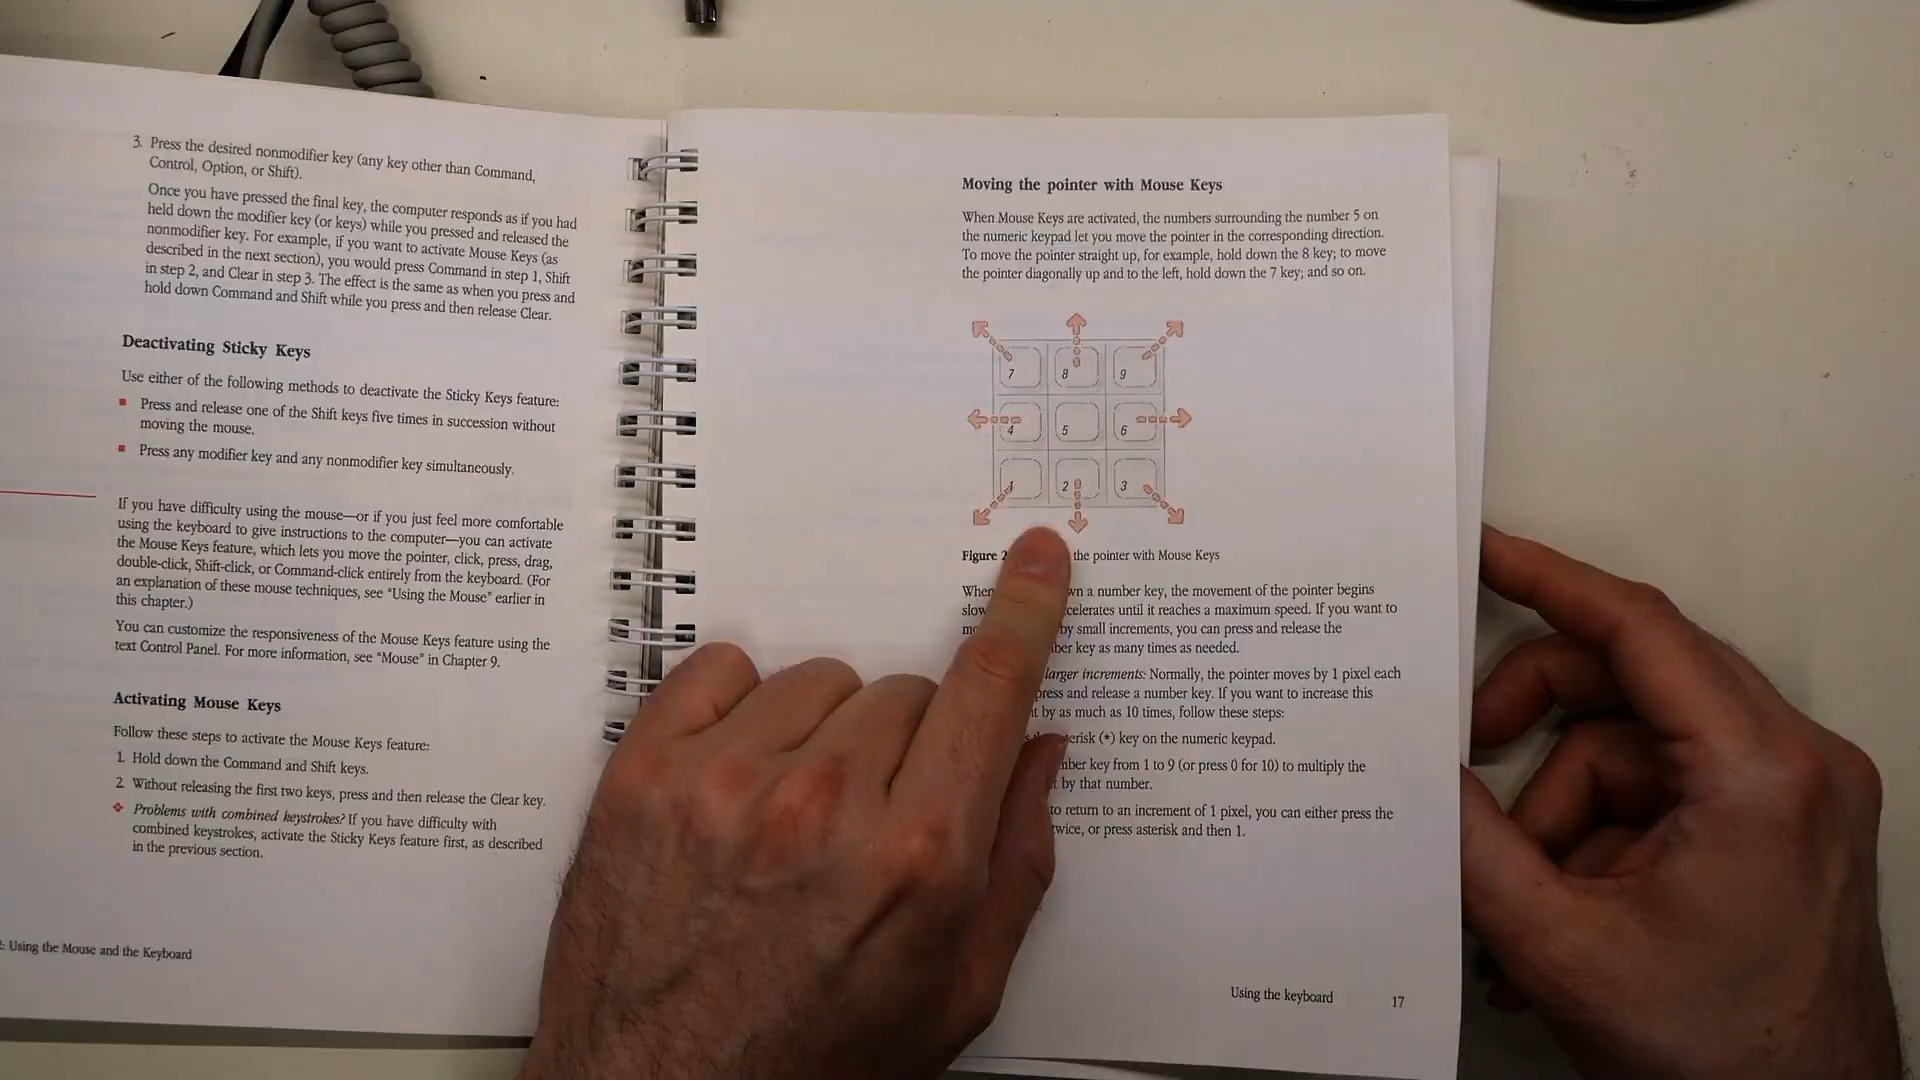 3. Press the desired nonmodifier key (any key other than Command,
Control, Option, or Shift).
Once you have pressed the final key, the computer responds as if you had
held down the modifier key (or keys) while you pressed and released the
nonmodifier key. For example, if you want to activate Mouse Keys (as
described in the next section), you would press Command in step 1, Shift
in step 2, and Clear in step 3. The effect is the same as when you press and
hold down Command and Shift while you press and then release Clear.
Deactivating Sticky Keys
Use either of the following methods to deactivate the Sticky Keys feature:
Press and release one of the Shift keys five times in succession without
moving the mouse.
Press any modifier key and any nonmodifier key simultaneously.
If you have difficulty using the mouse—or if you just feel more comfortable
using the keyboard to give instructions to the computer—you can activate
the Mouse Keys feature, which lets you move the pointer, click, press, drag,
double-click, Shift-click, or Command-click entirely from the keyboard. (For
an explanation of these mouse techniques, see "Using the Mouse" earlier in
this chapter.)
You can customize the responsiveness of the Mouse Keys feature using the
text Control Panel. For more information, see "Mouse" in Chapter 9.
Activating Mouse Keys
Follow these steps to activate the Mouse Keys feature:
1. Hold down the Command and Shift keys.
2. Without releasing the first two keys, press and then release the Clear key.
Problems with combined keystrokes? If you have difficulty with
combined keystrokes, activate the Sticky Keys feature first, as described
in the previous section.
: Using the Mouse and the Keyboard
Moving the pointer with Mouse Keys
When Mouse Keys are activated, the numbers surrounding the number 5 on
the numeric keypad let you move the pointer in the corresponding direction.
To move the pointer straight up, for example, hold down the 8 key; to move
the pointer diagonally up and to the left, hold down the 7 key; and so on.
7 8 9
4 5 6
1 2 3
Figure 2 the pointer with Mouse Keys
When a number key, the movement of the pointer begins
until it reaches a maximum speed. If you want to
by small increments, you can press and release the
key as many times as needed.
larger increments: Normally, the pointer moves by 1 pixel each
press and release a number key. If you want to increase this
by as much as 10 times, follow these steps:
(*) key on the numeric keypad.
key from 1 to 9 (or press 0 for 10) to multiply the
by that number.
to return to an increment of 1 pixel, you can either press the
twice, or press asterisk and then 1.
Using the keyboard 17